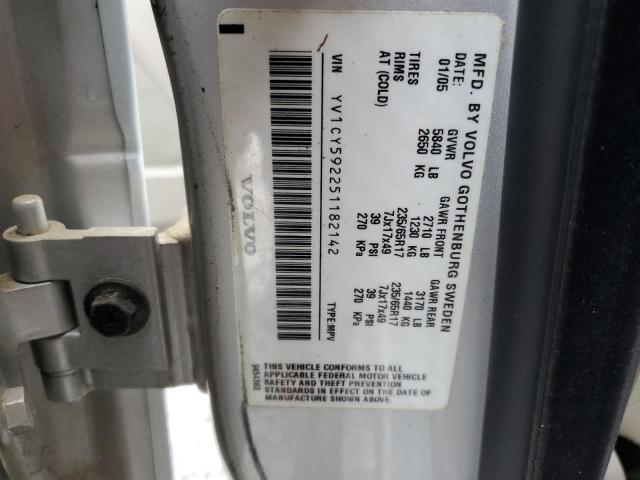 MFD. BY VOLVO GOTHENBURG SWEDEN
DATE: GVWR GAWR FRONT GAWR REAR
01/05 5840 LB 2710 LB 3170 LB
2650 KG 1230 KG 1440 KG
TIRES 235/65R17 235/65R17
RIMS 7Jx17x49 7Jx17x49
AT (COLD) 39 PSI 39 PSI
270 KPa 270 KPa
VIN YV1CY592251182142 TYPE:MPV
VOLVO
THIS VEHICLE CONFORMS TO ALL
APPLICABLE FEDERAL MOTOR VEHICLE
SAFETY AND THEFT PREVENTION
STANDARDS IN EFFECT ON THE DATE OF
MANUFACTURE SHOWN ABOVE.